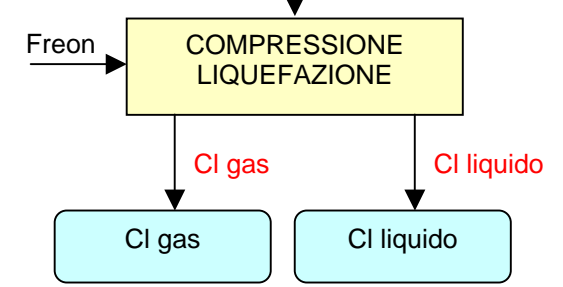 Freon
COMPRESSIONE
LIQUEFAZIONE
Cl gas
Cl liquido
Cl gas
Cl liquido